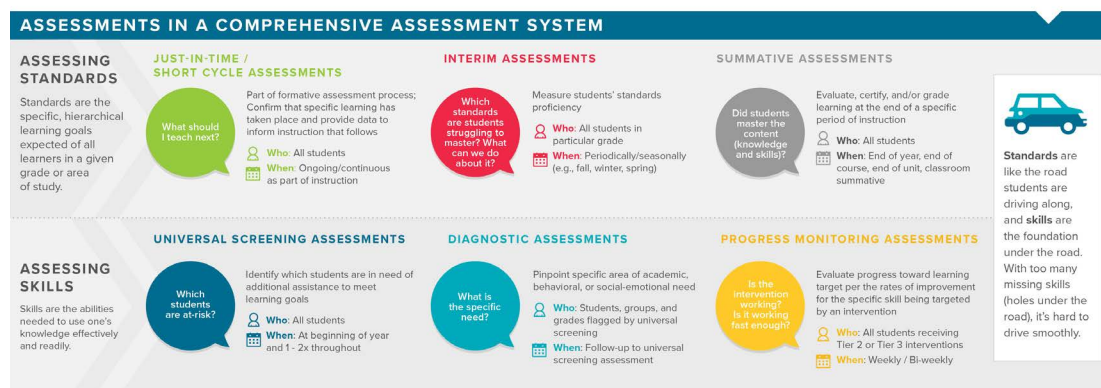 ASSESSMENTS IN A COMPREHENSIVE ASSESSMENT SYSTEM
ASSESSING
STANDARDS
Standards are the
specific, hierarchical
learning goals
expected of all
learners in a given
grade or area
of study.
JUST-IN-TIME /
SHORT CYCLE ASSESSMENTS
What should
I teach next?
Part of formative assessment process;
Confirm that specific learning has
taken place and provide data to
inform instruction that follows
Who: All students
When: Ongoing/continuous
as part of instruction
INTERIM ASSESSMENTS
Which
standards
are students
struggling to
master? What
can we do
about it?
Measure students' standards
proficiency
Who: All students in
particular grade
When: Periodically/seasonally
(e.g., fall, winter, spring)
SUMMATIVE ASSESSMENTS
Did students
master the
content
(knowledge
and skills)?
Evaluate, certify, and/or grade
learning at the end of a specific
period of instruction
Who: All students
When: End of year, end of
course, end of unit, classroom
summative
ASSESSING
SKILLS
Skills are the abilities
needed to use one's
knowledge effectively
and readily.
UNIVERSAL SCREENING ASSESSMENTS
Which
students
are at-risk?
Identify which students are in need of
additional assistance to meet
learning goals
Who: All students
When: At beginning of year
and 1 - 2x throughout
DIAGNOSTIC ASSESSMENTS
What is
the specific
need?
Pinpoint specific area of academic,
behavioral, or social-emotional need
Who: Students, groups, and
grades flagged by universal
screening
When: Follow-up to universal
screening assessment
PROGRESS MONITORING ASSESSMENTS
Is the
intervention
working?
Is it working
fast enough?
Evaluate progress toward learning
target per the rates of improvement
for the specific skill being targeted
by an intervention
Who: All students receiving
Tier 2 or Tier 3 interventions
When: Weekly / Bi-weekly
Standards are
like the road
students are
driving along,
and skills are
the foundation
under the road.
With too many
missing skills
(holes under the
road), it's hard to
drive smoothly.